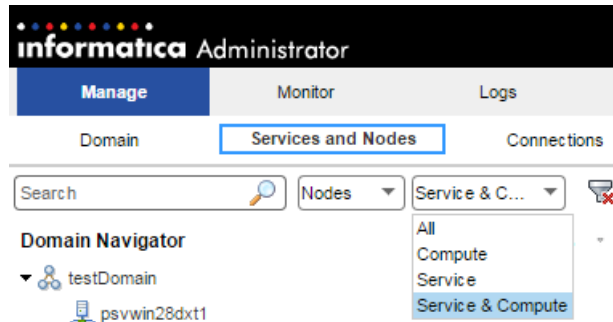 informatica Administrator
Manage Monitor Logs
Domain Services and Nodes Connections
Search Nodes Service & C...
All
Domain Navigator
Compute
testDomain
Service
Service & Compute
psvwin28dxt1